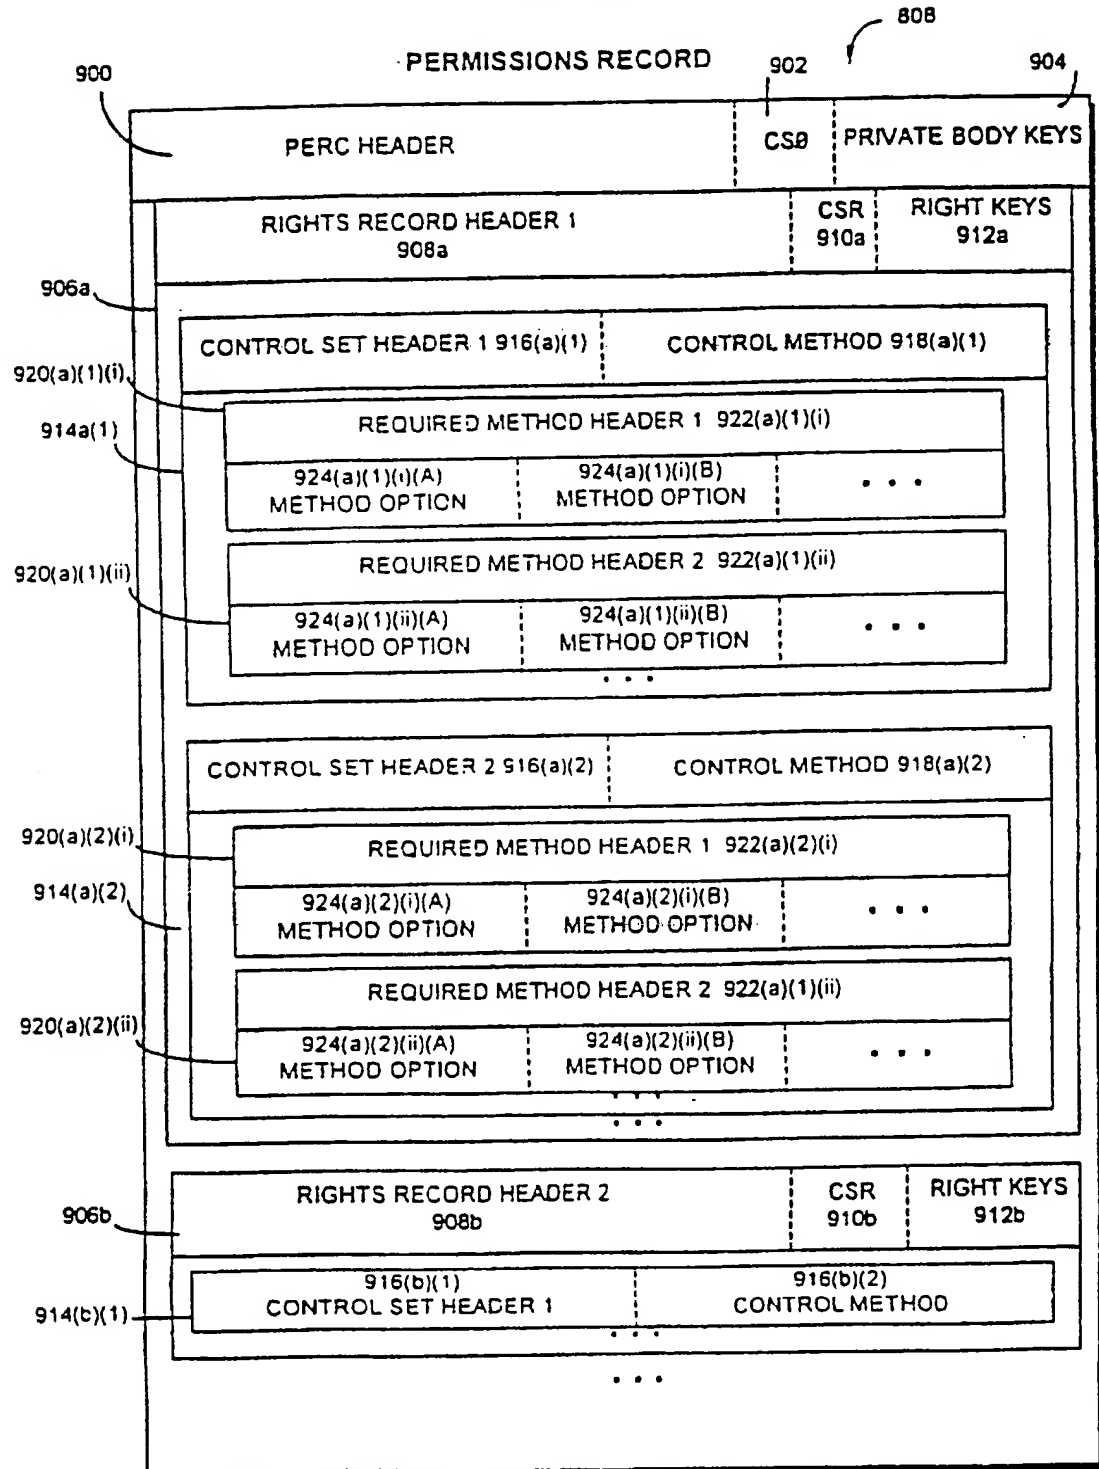 808
PERMISSIONS RECORD
900
902
904
PERC HEADER
CS0
PRIVATE BODY KEYS
RIGHTS RECORD HEADER 1
908a
CSR
910a
RIGHT KEYS
912a
906a
CONTROL SET HEADER 1 916(a)(1)
CONTROL METHOD 918(a)(1)
920(a)(1)(i)
REQUIRED METHOD HEADER 1 922(a)(1)(i)
914a(1)
924(a)(1)(i)(A)
METHOD OPTION
924(a)(1)(i)(B)
METHOD OPTION
• • •
920(a)(1)(ii)
REQUIRED METHOD HEADER 2 922(a)(1)(ii)
924(a)(1)(ii)(A)
METHOD OPTION
924(a)(1)(ii)(B)
METHOD OPTION
• • •
• • •
CONTROL SET HEADER 2 916(a)(2)
CONTROL METHOD 918(a)(2)
920(a)(2)(i)
REQUIRED METHOD HEADER 1 922(a)(2)(i)
914(a)(2)
924(a)(2)(i)(A)
METHOD OPTION
924(a)(2)(i)(B)
METHOD OPTION
• • •
REQUIRED METHOD HEADER 2 922(a)(1)(ii)
920(a)(2)(ii)
924(a)(2)(ii)(A)
METHOD OPTION
924(a)(2)(ii)(B)
METHOD OPTION
• • •
• • •
• • •
906b
RIGHTS RECORD HEADER 2
908b
CSR
910b
RIGHT KEYS
912b
914(b)(1)
916(b)(1)
CONTROL SET HEADER 1
916(b)(2)
CONTROL METHOD
• • •
• • •